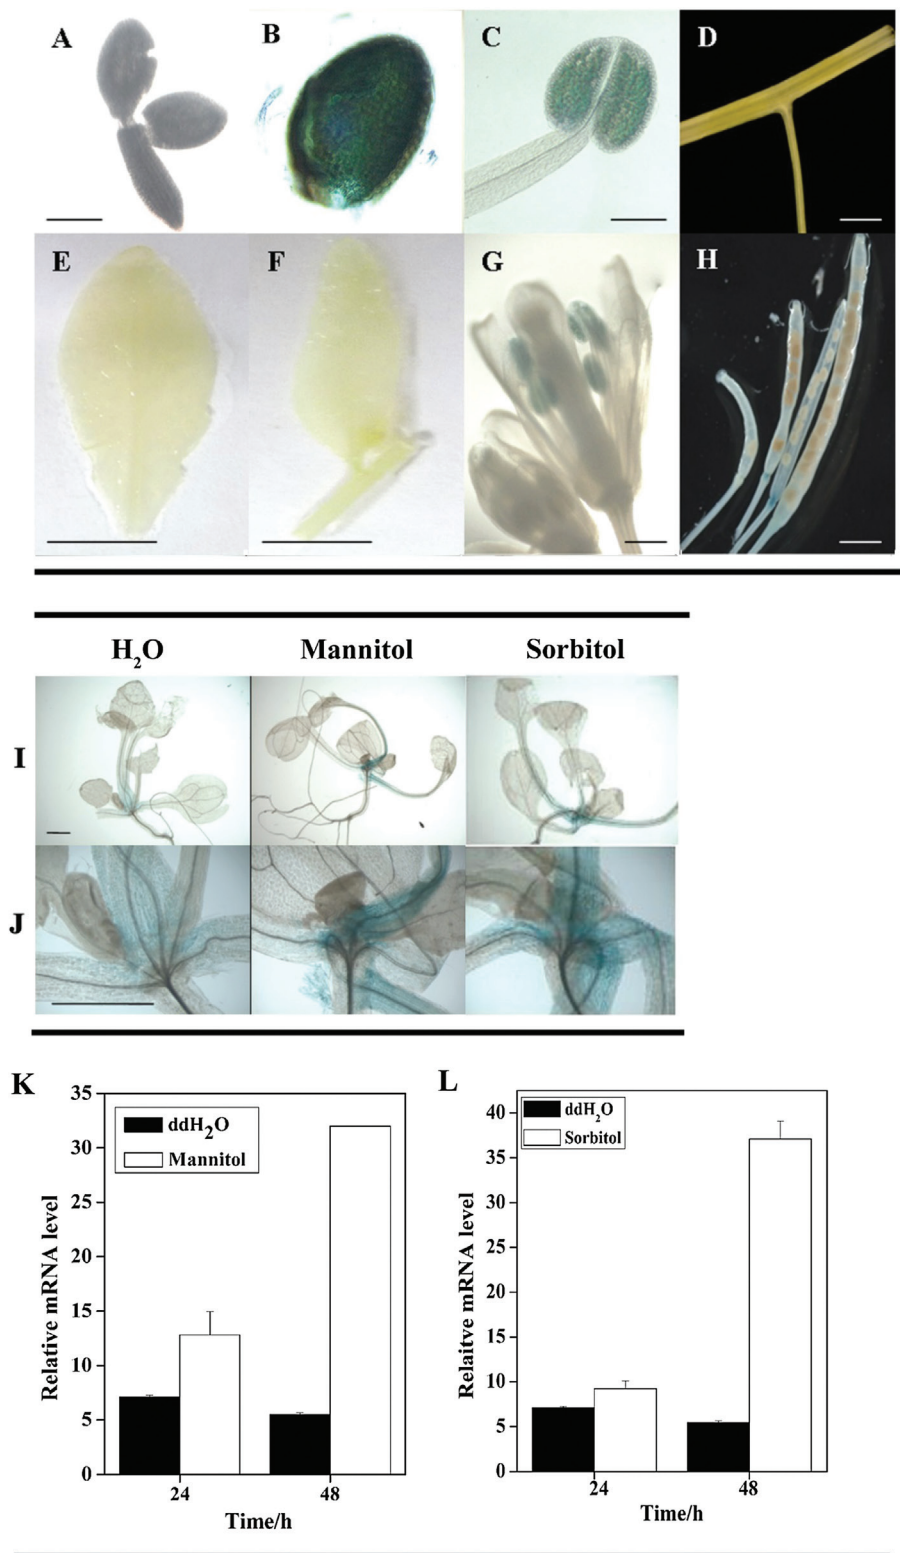 A B C D
E F G H
H₂O Mannitol Sorbitol
I
J
K
35
30
25
20
15
10
5
0
Relative mRNA level
ddH₂O
Mannitol
24 48
Time/h
L
40
35
30
25
20
15
10
5
0
Relaitve mRNA level
ddH₂O
Sorbitol
24 48
Time/h